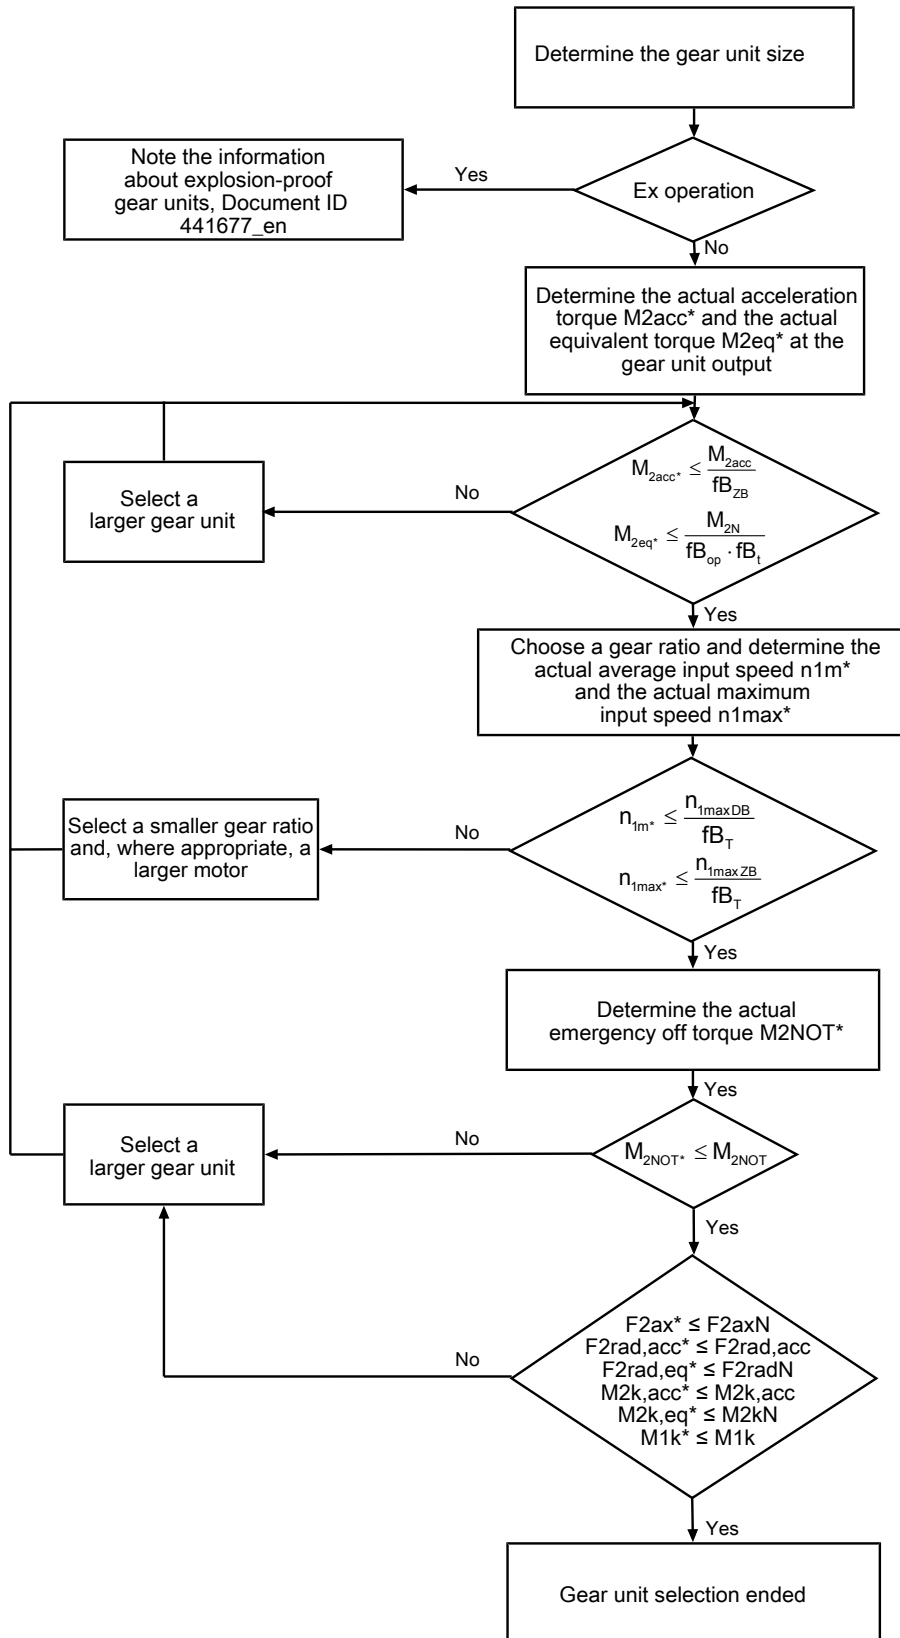 Determine the gear unit size
Note the information
about explosion-proof
gear units, Document ID
441677_en
Yes
Ex operation
No
Determine the actual acceleration
torque M2acc* and the actual
equivalent torque M2eq* at the
gear unit output
Select a
larger gear unit
No
M2acc* ≤ M2acc / fBZB
M2eq* ≤ M2N / fBop · fBt
Yes
Choose a gear ratio and determine the
actual average input speed n1m*
and the actual maximum
input speed n1max*
Select a smaller gear ratio
and, where appropriate, a
larger motor
No
n1m* ≤ n1maxDB / fBT
n1max* ≤ n1maxZB / fBT
Yes
Determine the actual
emergency off torque M2NOT*
Yes
Select a
larger gear unit
No
M2NOT* ≤ M2NOT
Yes
No
F2ax* ≤ F2axN
F2rad,acc* ≤ F2rad,acc
F2rad,eq* ≤ F2radN
M2k,acc* ≤ M2k,acc
M2k,eq* ≤ M2kN
M1k* ≤ M1k
Yes
Gear unit selection ended